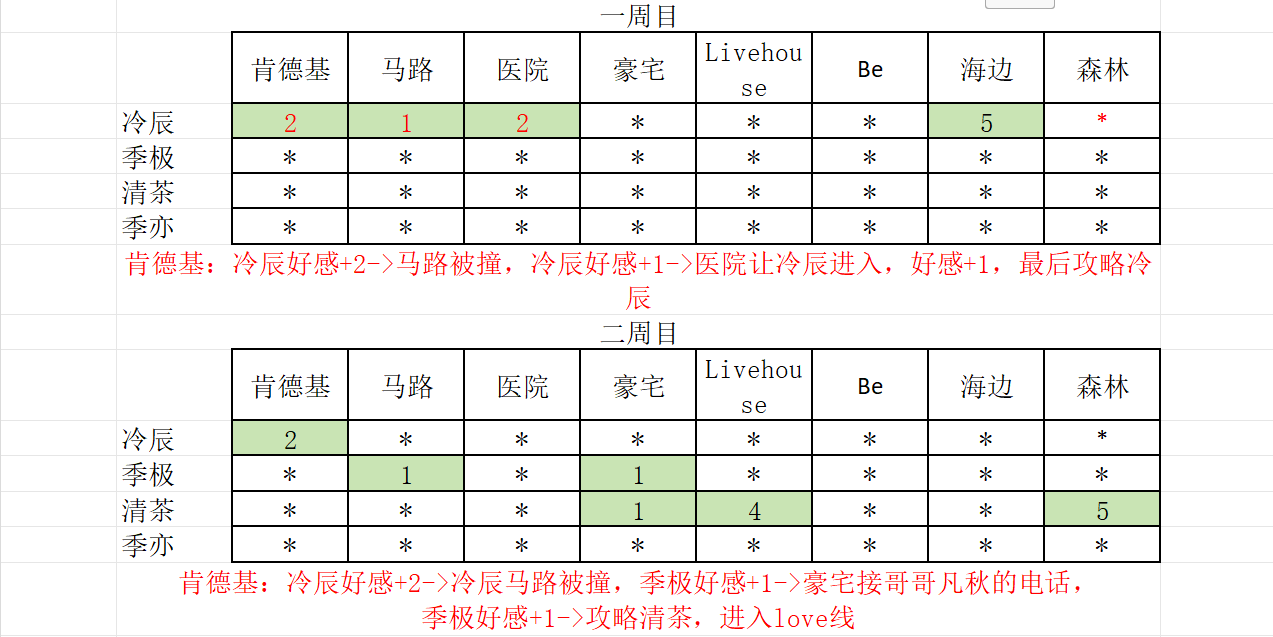 一周目
肯德基 马路 医院 豪宅 Livehou
se Be 海边 森林
冷辰 2 1 2 * * * 5 *
季极 * * * * * * * *
清茶 * * * * * * * *
季亦 * * * * * * * *
肯德基：冷辰好感+2->马路被撞，冷辰好感+1->医院让冷辰进入，好感+1，最后攻略冷
辰
二周目
肯德基 马路 医院 豪宅 Livehou
se Be 海边 森林
冷辰 2 * * * * * * *
季极 * 1 * 1 * * * *
清茶 * * * 1 4 * * 5
季亦 * * * * * * * *
肯德基：冷辰好感+2->冷辰马路被撞，季极好感+1->豪宅接哥哥凡秋的电话，
季极好感+1->攻略清茶，进入love线